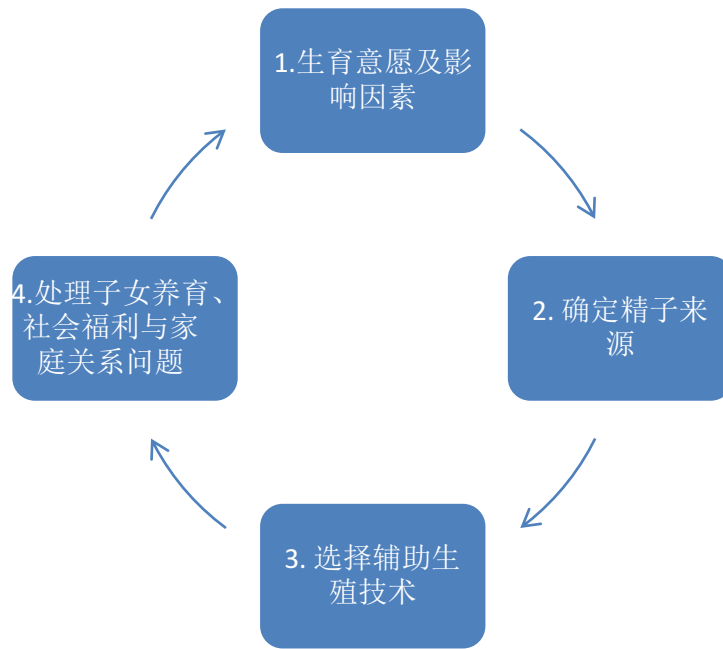 1.生育意愿及影
响因素
2. 确定精子来
源
3. 选择辅助生
殖技术
4.处理子女养育、
社会福利与家
庭关系问题